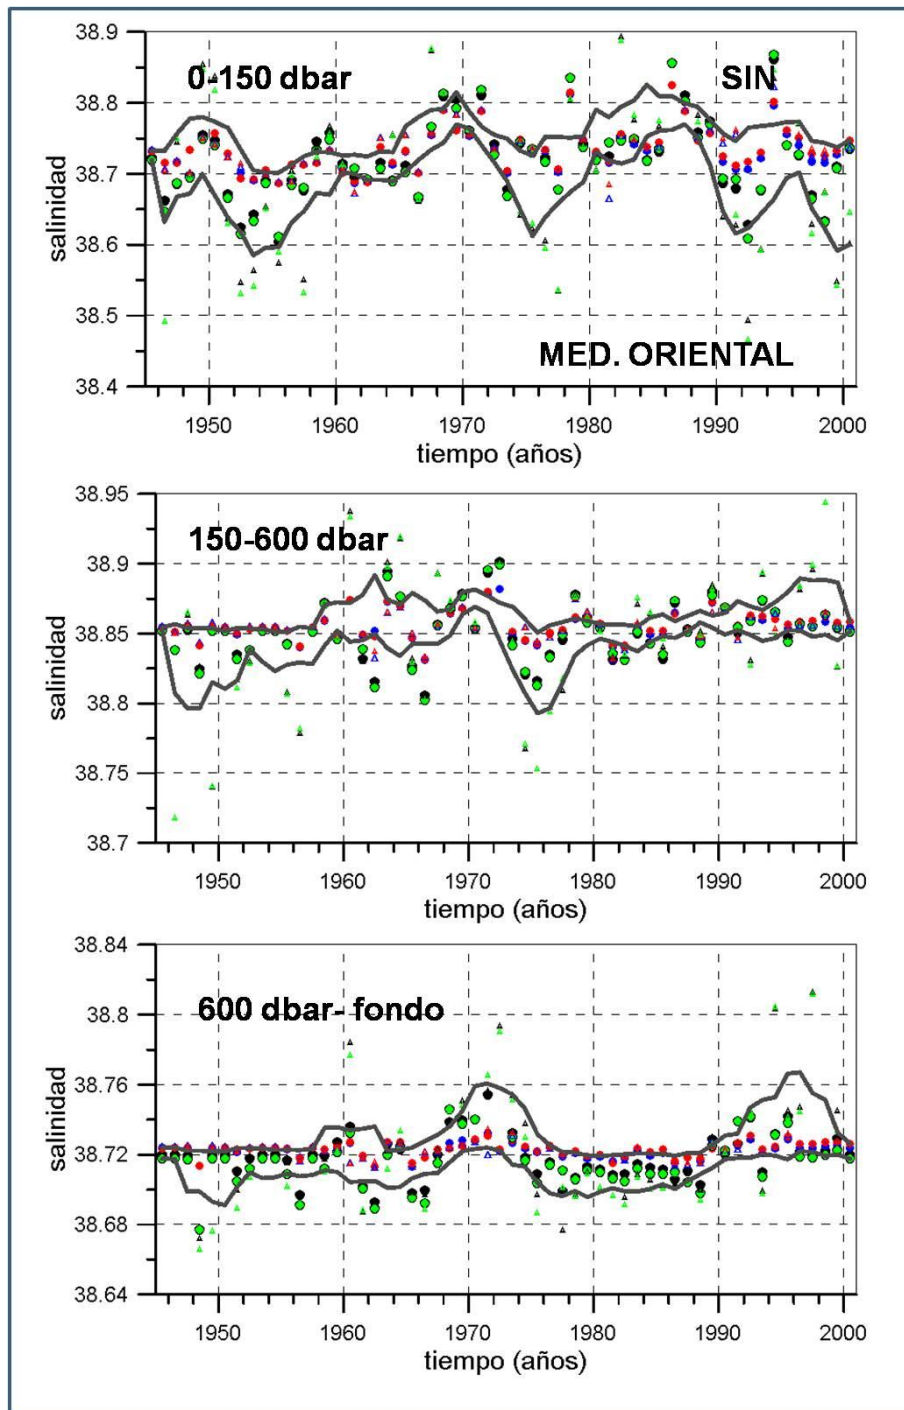 38.9
0-150 dbar
SIN
38.8
38.7
salinidad
38.6
38.5
MED. ORIENTAL
38.4
1950 1960 1970 1980 1990 2000
tiempo (años)
38.95
150-600 dbar
38.9
38.85
salinidad
38.8
38.75
38.7
1950 1960 1970 1980 1990 2000
tiempo (años)
38.84
38.8
600 dbar- fondo
38.76
salinidad
38.72
38.68
38.64
1950 1960 1970 1980 1990 2000
tiempo (años)